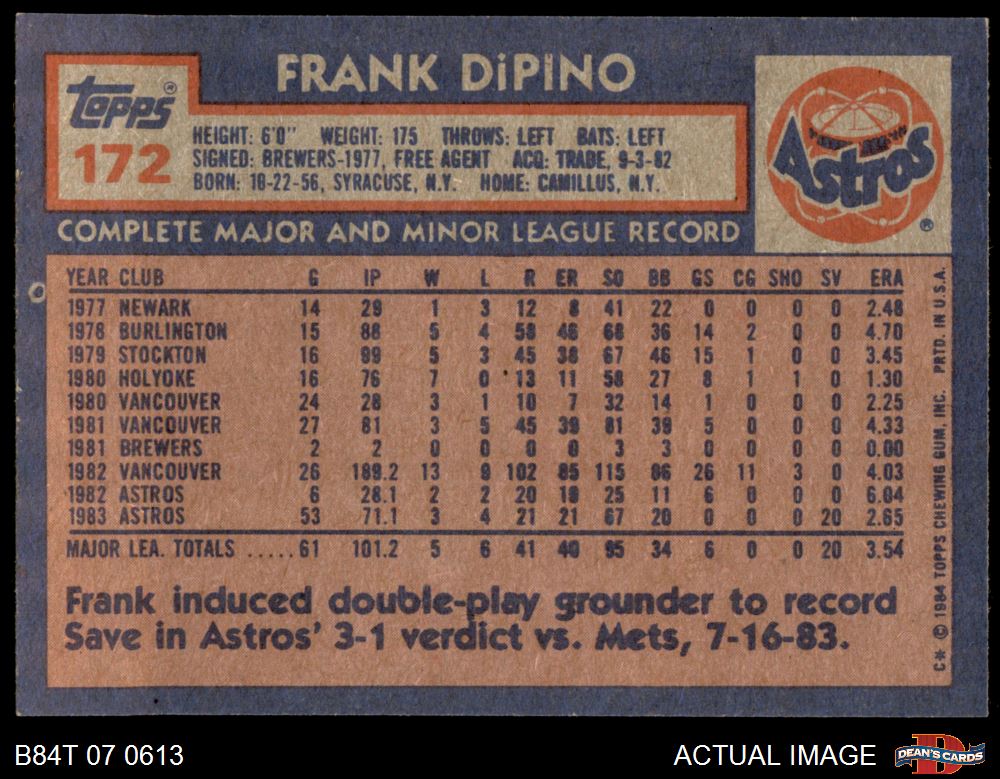 FRANK DiPINO
Topps®
172
HEIGHT: 6'0" WEIGHT: 175 THROWS: LEFT BATS: LEFT
SIGNED: BREWERS-1977, FREE AGENT ACQ: TRADE, 9-3-82
BORN: 10-22-56, SYRACUSE, N.Y. HOME: CAMILLUS, N.Y.
Astros®
COMPLETE MAJOR AND MINOR LEAGUE RECORD
YEAR CLUB G IP W L R ER SO BB GS CG SHO SV ERA
1977 NEWARK 14 29 1 3 12 8 41 22 0 0 0 0 2.48
1978 BURLINGTON 15 88 5 4 58 46 68 36 14 2 0 0 4.70
1979 STOCKTON 16 99 5 3 45 38 67 46 15 1 0 0 3.45
1980 HOLYOKE 16 76 7 0 13 11 58 27 8 1 1 0 1.30
1980 VANCOUVER 24 28 3 1 10 7 32 14 1 0 0 0 2.25
1981 VANCOUVER 27 81 3 5 45 39 81 39 5 0 0 0 4.33
1981 BREWERS 2 2 0 0 0 0 3 3 0 0 0 0 0.00
1982 VANCOUVER 26 189.2 13 9 102 85 115 86 26 11 3 0 4.03
1982 ASTROS 6 28.1 2 2 20 19 25 11 6 0 0 0 6.04
1983 ASTROS 53 71.1 3 4 21 21 67 20 0 0 0 20 2.65
MAJOR LEA. TOTALS .....61 101.2 5 6 41 40 95 34 6 0 0 20 3.54
Frank induced double-play grounder to record
Save in Astros' 3-1 verdict vs. Mets, 7-16-83.
C* © 1984 TOPPS CHEWING GUM, INC. PRTD. IN U.S.A.
B84T 07 0613
ACTUAL IMAGE
DEAN'S CARDS